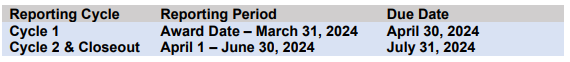 Reporting Cycle Reporting Period Due Date
Cycle 1 Award Date – March 31, 2024 April 30, 2024
Cycle 2 & Closeout April 1 – June 30, 2024 July 31, 2024